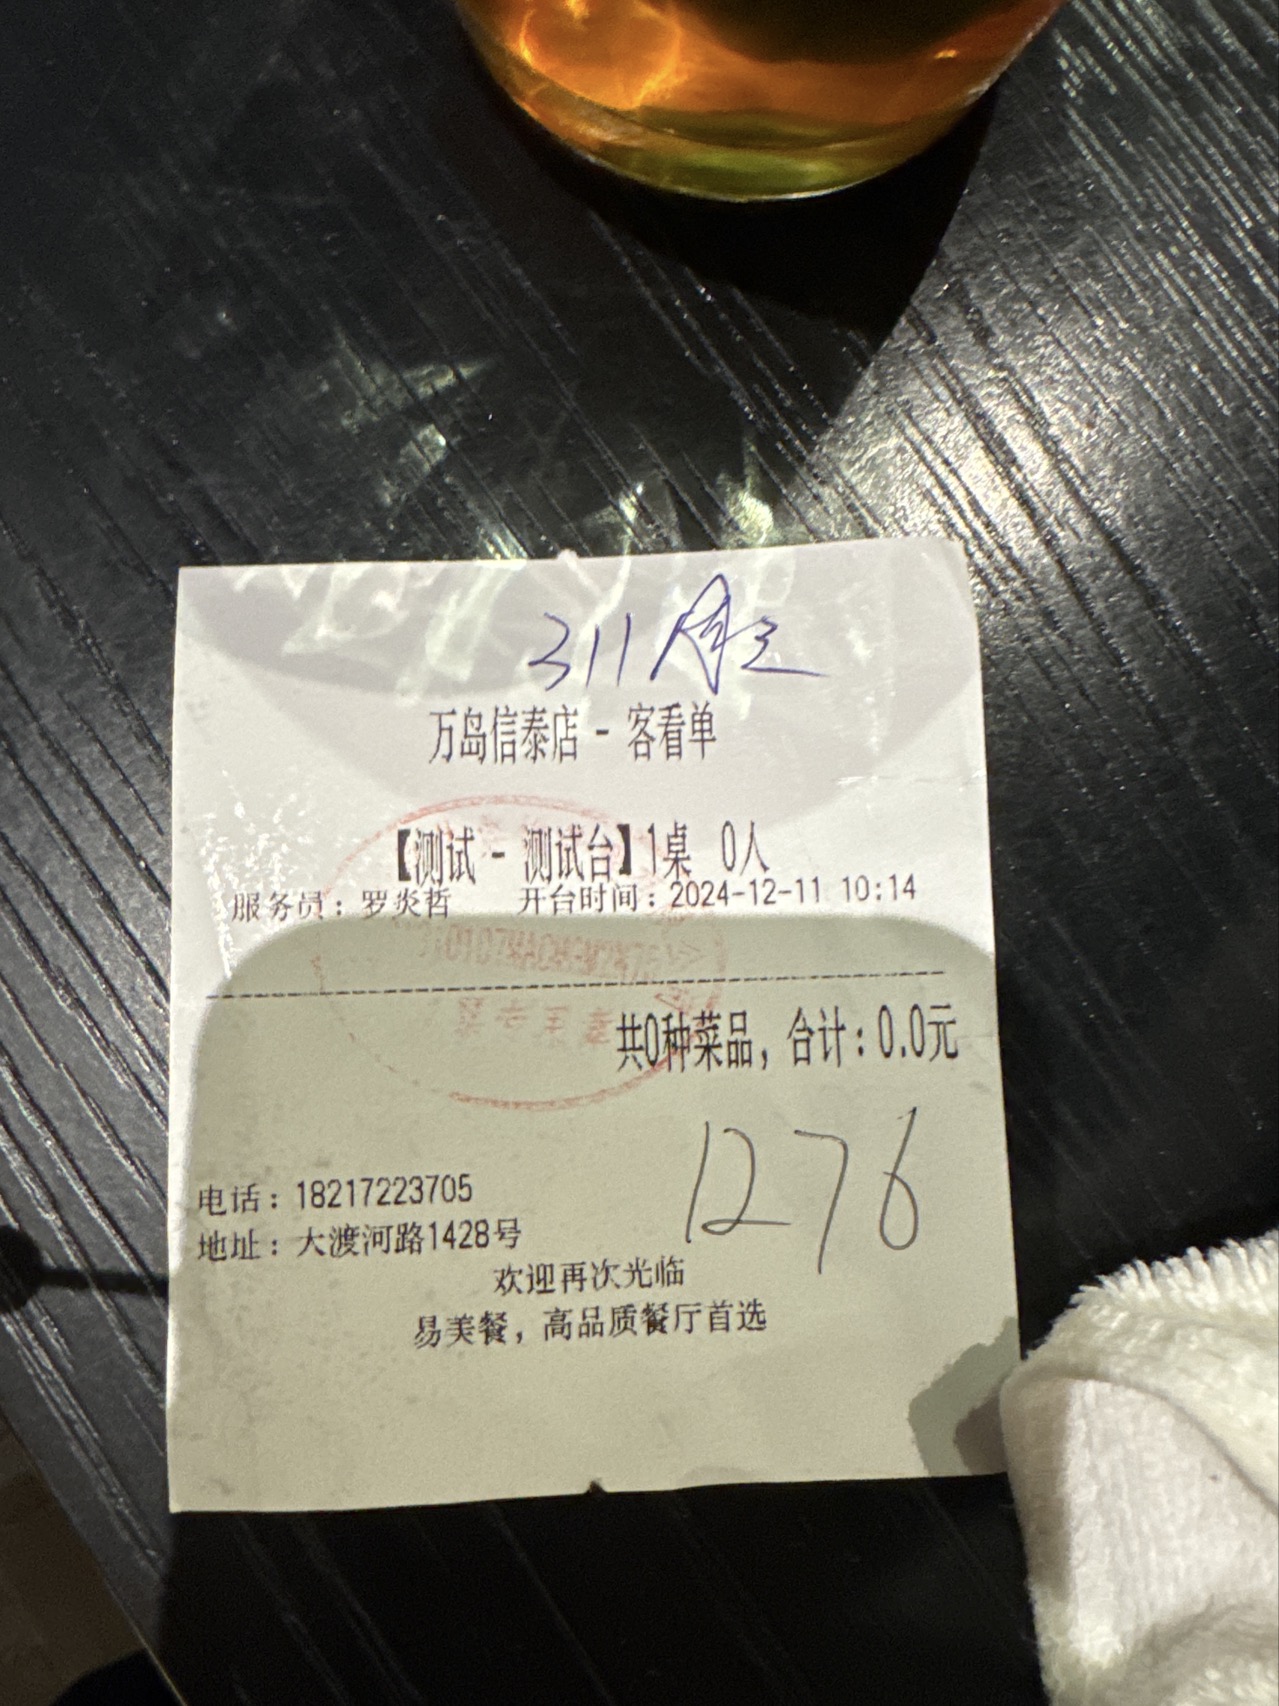 311
万岛信泰店 - 客看单
【测试 - 测试台】1桌 0人
服务员：罗炎哲 开台时间：2024-12-11 10:14
共0种菜品，合计：0.0元
1276
电话：18217223705
地址：大渡河路1428号
欢迎再次光临
易美餐，高品质餐厅首选